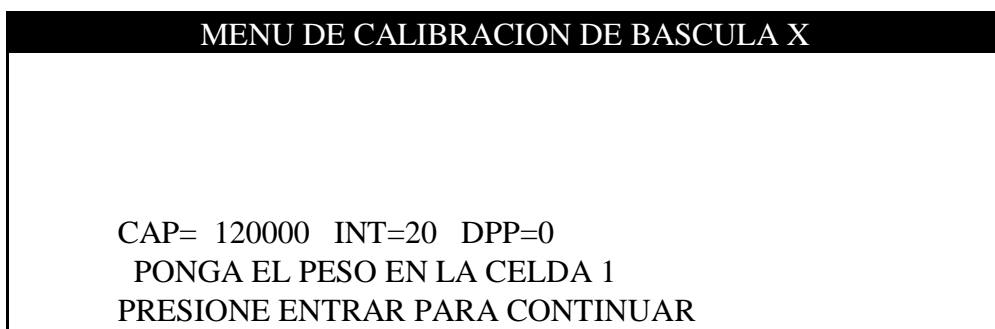 MENU DE CALIBRACION DE BASCULA X
CAP= 120000 INT=20 DPP=0
PONGA EL PESO EN LA CELDA 1
PRESIONE ENTRAR PARA CONTINUAR